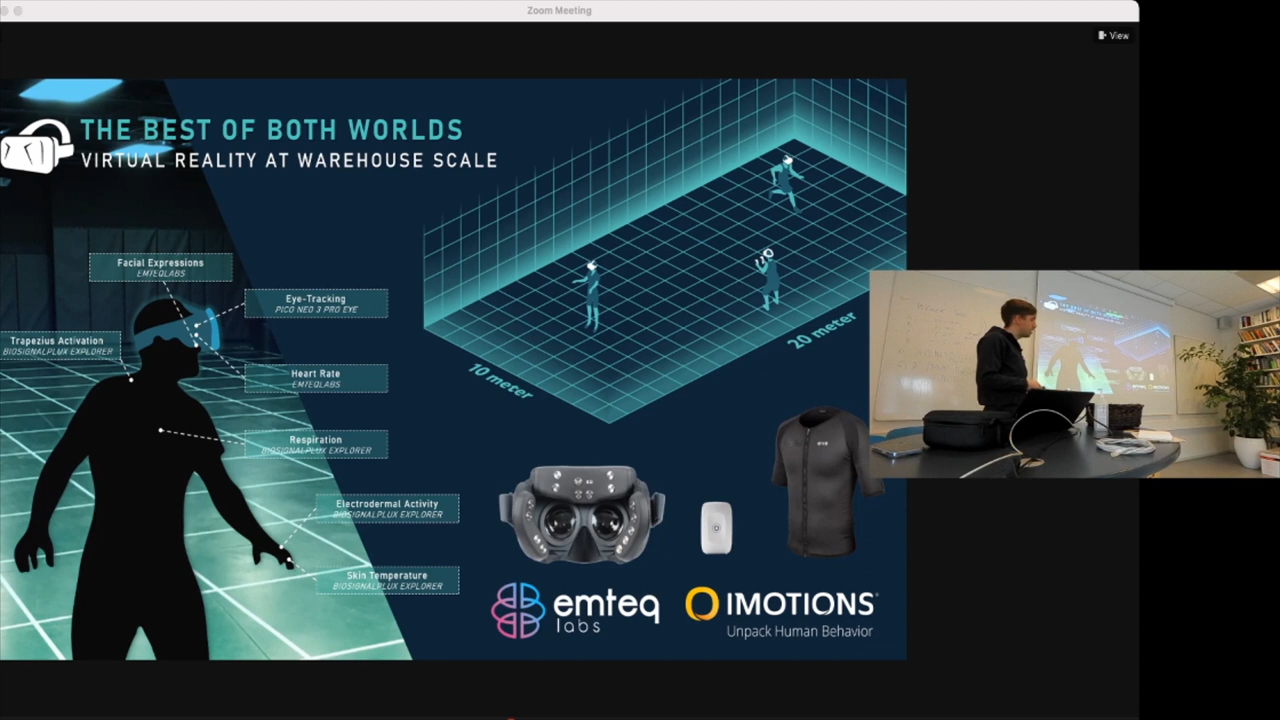 Zoom Meeting
View
THE BEST OF BOTH WORLDS
VIRTUAL REALITY AT WAREHOUSE SCALE
Facial Expressions
EMTEQLABS
Eye-Tracking
PICO NEO 3 PRO EYE
Trapezius Activation
BIOSIGNALPLUX EXPLORER
Heart Rate
EMTEQLABS
Respiration
BIOSIGNALPLUX EXPLORER
Electrodermal Activity
BIOSIGNALPLUX EXPLORER
Skin Temperature
BIOSIGNALPLUX EXPLORER
10 meter
20 meter
emteq
labs
IMOTIONS
Unpack Human Behavior